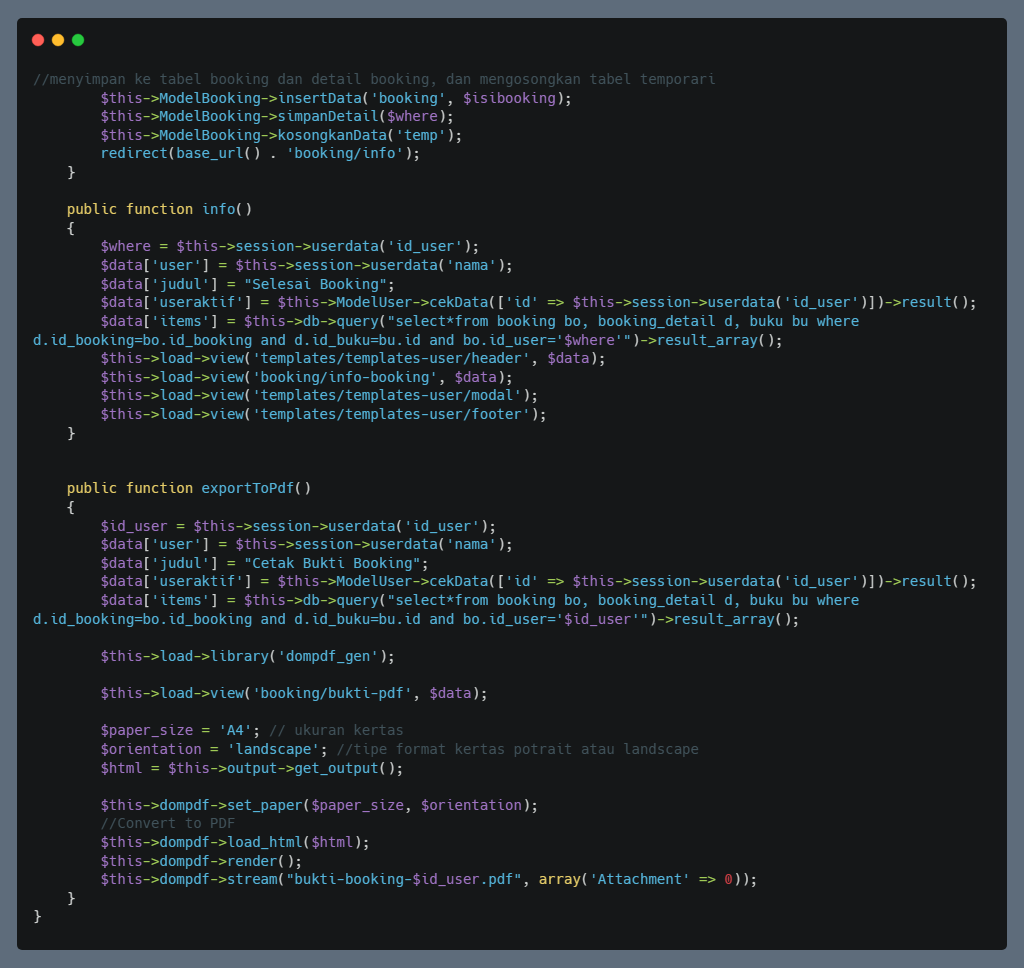 //menyimpan ke tabel booking dan detail booking, dan mengosongkan tabel temporari
        $this->ModelBooking->insertData('booking', $isibooking);
        $this->ModelBooking->simpanDetail($where);
        $this->ModelBooking->kosongkanData('temp');
        redirect(base_url() . 'booking/info');
    }

    public function info()
    {
        $where = $this->session->userdata('id_user');
        $data['user'] = $this->session->userdata('nama');
        $data['judul'] = "Selesai Booking";
        $data['useraktif'] = $this->ModelUser->cekData(['id' => $this->session->userdata('id_user')])->result();
        $data['items'] = $this->db->query("select*from booking bo, booking_detail d, buku bu where
d.id_booking=bo.id_booking and d.id_buku=bu.id and bo.id_user='$where'")->result_array();
        $this->load->view('templates/templates-user/header', $data);
        $this->load->view('booking/info-booking', $data);
        $this->load->view('templates/templates-user/modal');
        $this->load->view('templates/templates-user/footer');
    }


    public function exportToPdf()
    {
        $id_user = $this->session->userdata('id_user');
        $data['user'] = $this->session->userdata('nama');
        $data['judul'] = "Cetak Bukti Booking";
        $data['useraktif'] = $this->ModelUser->cekData(['id' => $this->session->userdata('id_user')])->result();
        $data['items'] = $this->db->query("select*from booking bo, booking_detail d, buku bu where
d.id_booking=bo.id_booking and d.id_buku=bu.id and bo.id_user='$id_user'")->result_array();

        $this->load->library('dompdf_gen');

        $this->load->view('booking/bukti-pdf', $data);

        $paper_size = 'A4'; // ukuran kertas
        $orientation = 'landscape'; //tipe format kertas potrait atau landscape
        $html = $this->output->get_output();

        $this->dompdf->set_paper($paper_size, $orientation);
        //Convert to PDF
        $this->dompdf->load_html($html);
        $this->dompdf->render();
        $this->dompdf->stream("bukti-booking-$id_user.pdf", array('Attachment' => 0));
    }
}